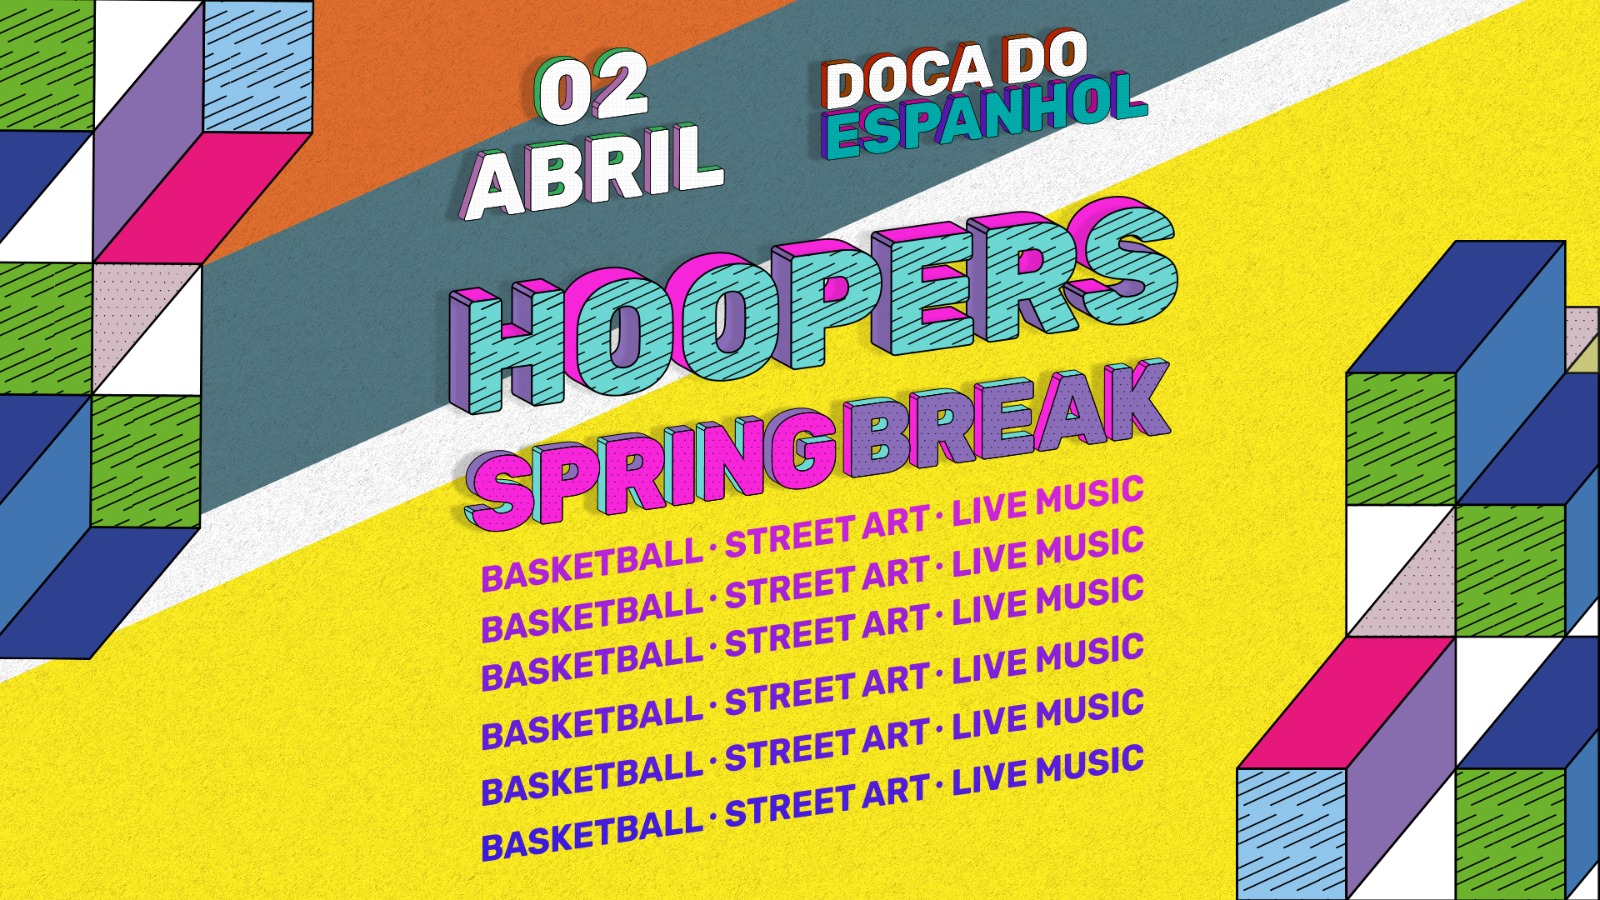 02
ABRIL
DOCA DO
ESPANHOL
HOOPERS
SPRING BREAK
BASKETBALL · STREET ART · LIVE MUSIC
BASKETBALL · STREET ART · LIVE MUSIC
BASKETBALL · STREET ART · LIVE MUSIC
BASKETBALL · STREET ART · LIVE MUSIC
BASKETBALL · STREET ART · LIVE MUSIC
BASKETBALL · STREET ART · LIVE MUSIC